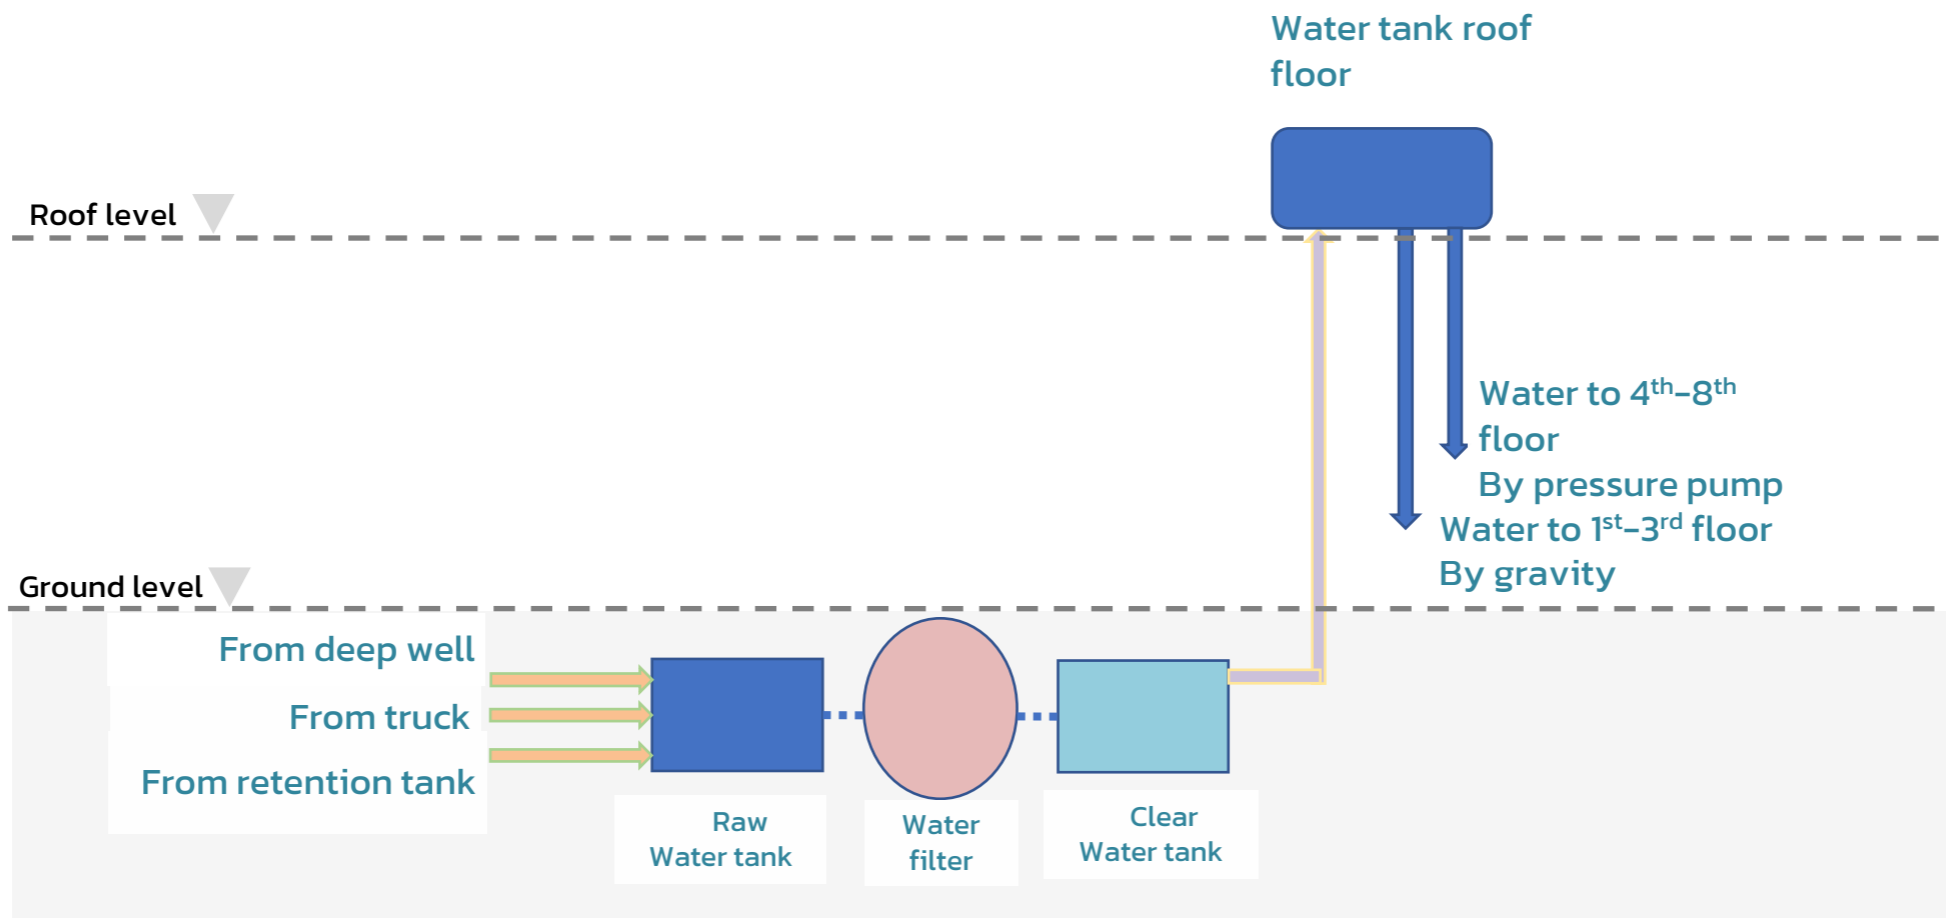 Water tank roof
floor
Roof level
Water to 4th-8th
floor
By pressure pump
Water to 1st-3rd floor
By gravity
Ground level
From deep well
From truck
From retention tank
Raw
Water tank
Water
filter
Clear
Water tank